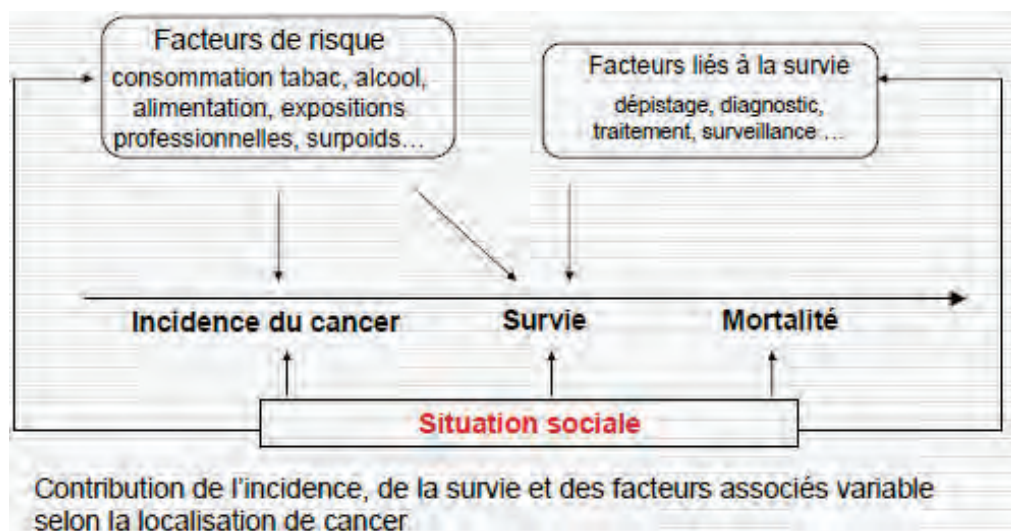 Facteurs de risque
consommation tabac, alcool,
alimentation, expositions
professionnelles, surpoids…
Facteurs liés à la survie
dépistage, diagnostic,
traitement, surveillance …
Incidence du cancer
Survie
Mortalité
Situation sociale
Contribution de l'incidence, de la survie et des facteurs associés variable
selon la localisation de cancer